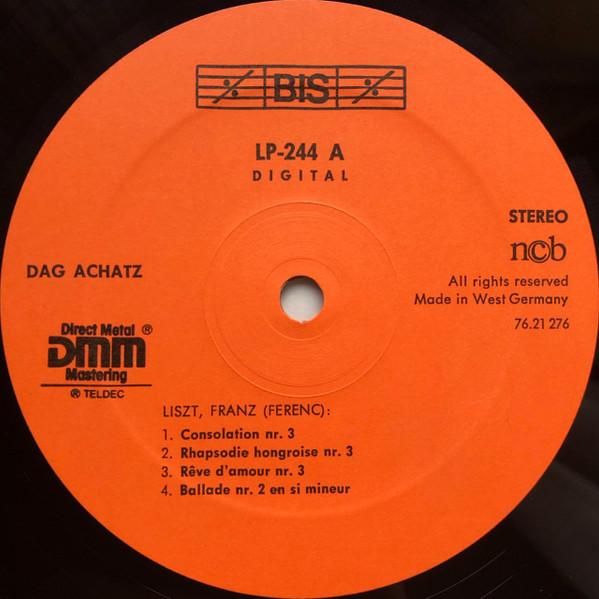 BIS
LP-244 A
DIGITAL
STEREO
ncb
DAG ACHATZ
All rights reserved
Made in West Germany
76.21 276
Direct Metal ®
DMM
Mastering
® TELDEC
LISZT, FRANZ (FERENC):
1. Consolation nr. 3
2. Rhapsodie hongroise nr. 3
3. Rêve d'amour nr. 3
4. Ballade nr. 2 en si mineur